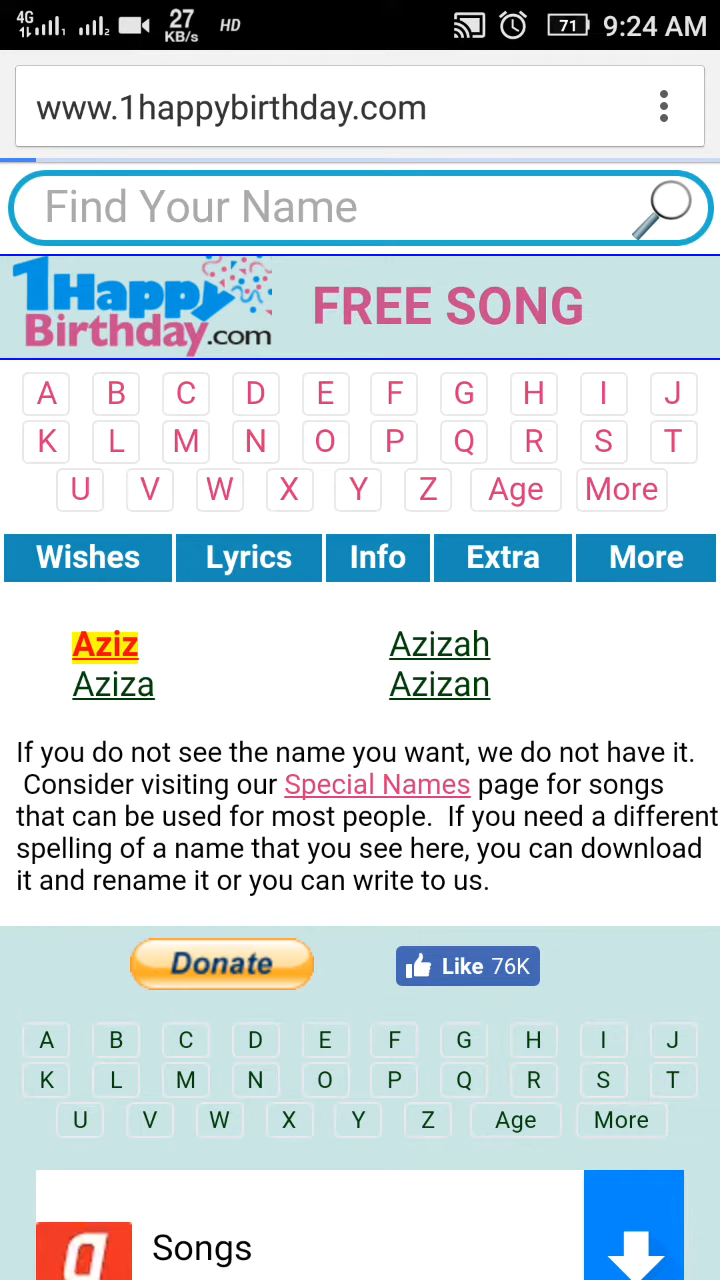 4G 1 2 27 KB/s HD 71 9:24 AM
www.1happybirthday.com
Find Your Name
1Happy Birthday.com FREE SONG
A B C D E F G H I J
K L M N O P Q R S T
U V W X Y Z Age More
Wishes Lyrics Info Extra More
Aziz Azizah
Aziza Azizan
If you do not see the name you want, we do not have it.
Consider visiting our Special Names page for songs
that can be used for most people. If you need a different
spelling of a name that you see here, you can download
it and rename it or you can write to us.
Donate Like 76K
A B C D E F G H I J
K L M N O P Q R S T
U V W X Y Z Age More
Songs